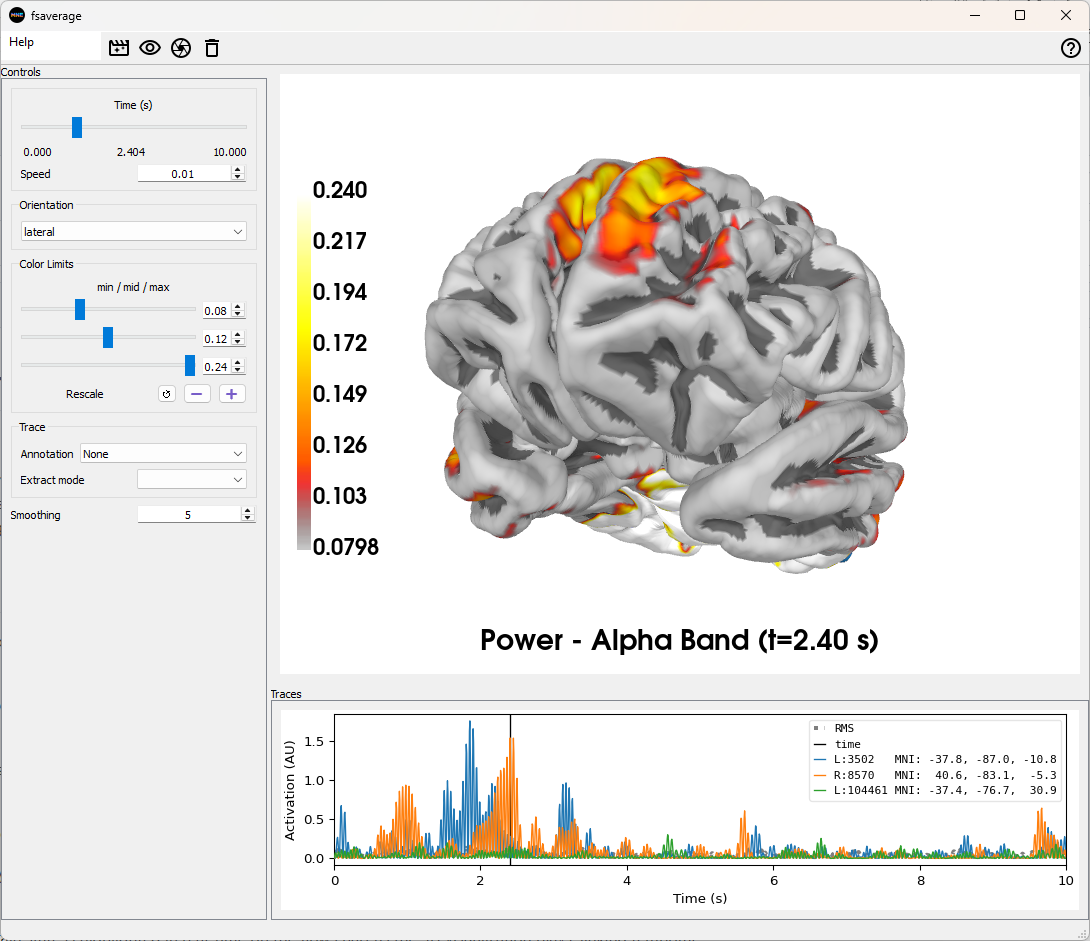 MNE fsaverage
Help
Controls
Time (s)
0.000 2.404 10.000
Speed 0.01
Orientation
lateral
Color Limits
min / mid / max
0.08
0.12
0.24
Rescale
Trace
Annotation None
Extract mode
Smoothing 5
0.240
0.217
0.194
0.172
0.149
0.126
0.103
0.0798
Power - Alpha Band (t=2.40 s)
Traces
Activation (AU)
1.5
1.0
0.5
0.0
0 2 4 6 8 10
Time (s)
RMS
time
L:3502 MNI: -37.8, -87.0, -10.8
R:8570 MNI: 40.6, -83.1, -5.3
L:104461 MNI: -37.4, -76.7, 30.9